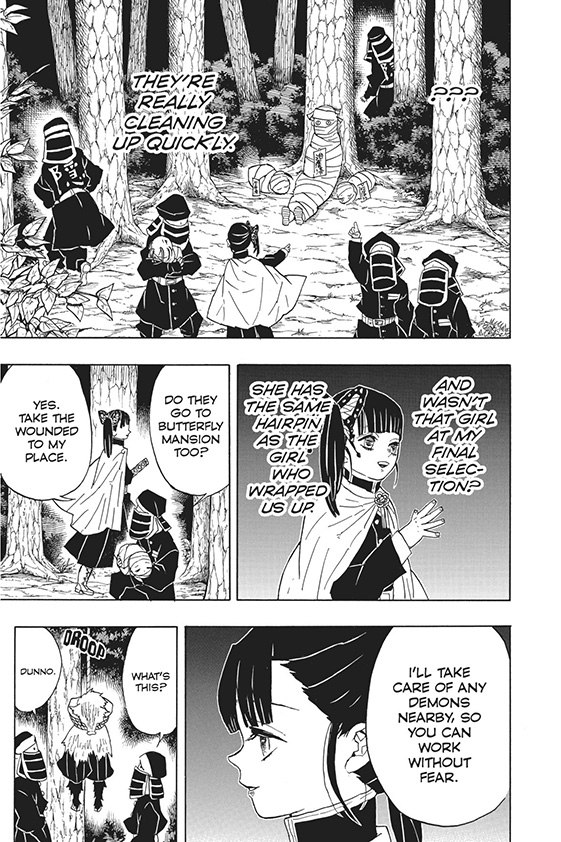 ???
THEY'RE
REALLY
CLEANING
UP QUICKLY.
AND
WASN'T
THAT GIRL
AT MY
FINAL
SELEC-
TION?
SHE HAS
THE SAME
HAIRPIN
AS THE
GIRL
WHO
WRAPPED
US UP.
DO THEY
GO TO
BUTTERFLY
MANSION
TOO?
YES.
TAKE THE
WOUNDED
TO MY
PLACE.
I'LL TAKE
CARE OF ANY
DEMONS
NEARBY, SO
YOU CAN
WORK
WITHOUT
FEAR.
WHAT'S
THIS?
DROOP
DUNNO.